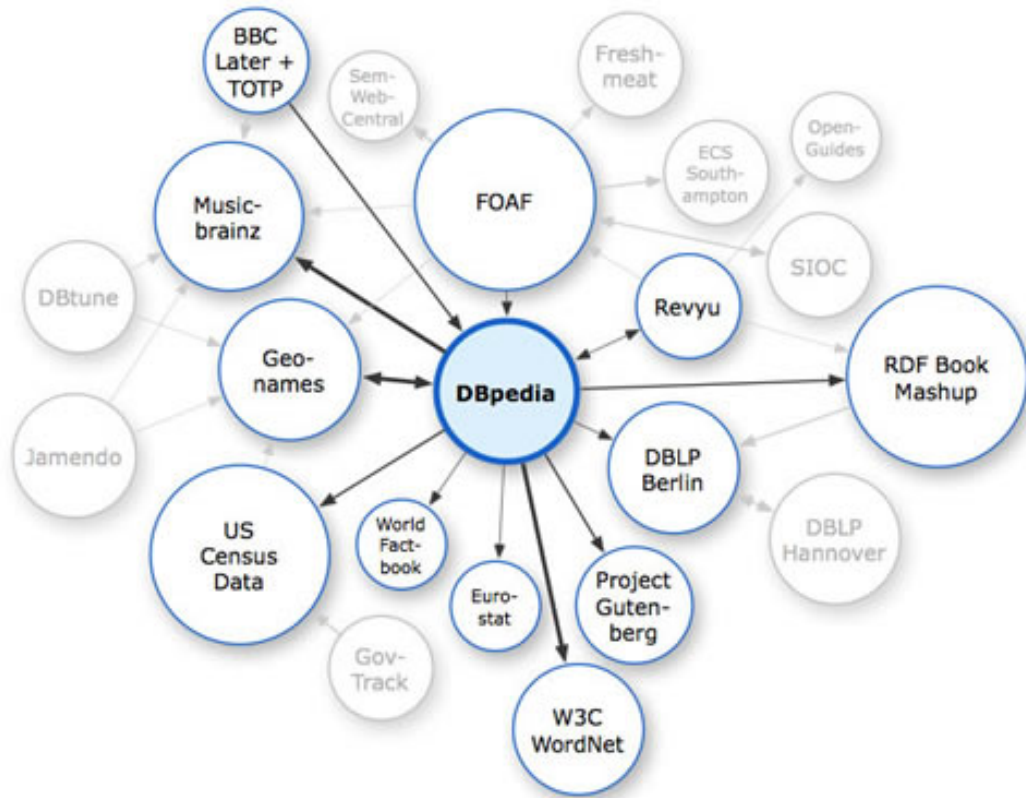 BBC
Later +
TOTP
Sem-
Web-
Central
Fresh-
meat
Open-
Guides
ECS
South-
ampton
FOAF
Music-
brainz
SIOC
DBtune
Revyu
Geo-
names
DBpedia
RDF Book
Mashup
Jamendo
DBLP
Berlin
US
Census
Data
World
Fact-
book
DBLP
Hannover
Euro-
stat
Project
Guten-
berg
Gov-
Track
W3C
WordNet